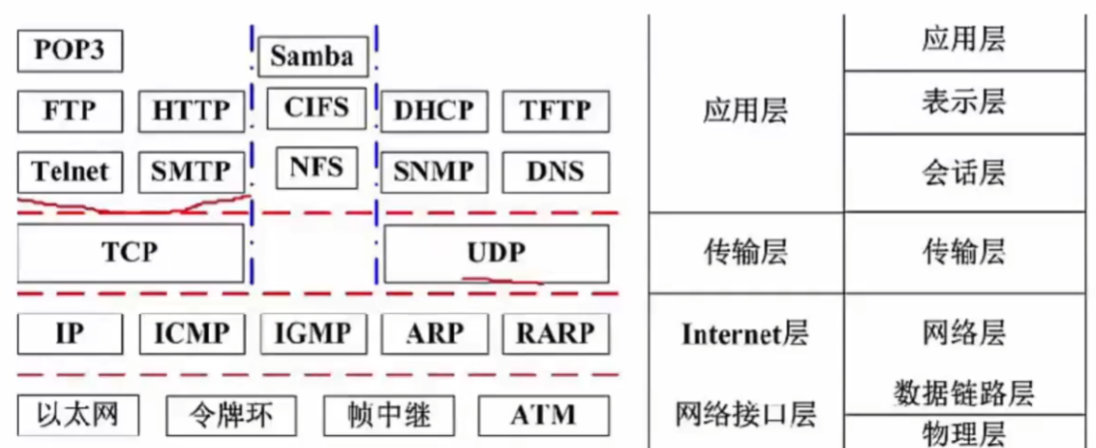 POP3 Samba
FTP HTTP CIFS DHCP TFTP
Telnet SMTP NFS SNMP DNS
TCP UDP
IP ICMP IGMP ARP RARP
以太网 令牌环 帧中继 ATM
应用层
传输层
Internet层
网络接口层
应用层
表示层
会话层
传输层
网络层
数据链路层
物理层